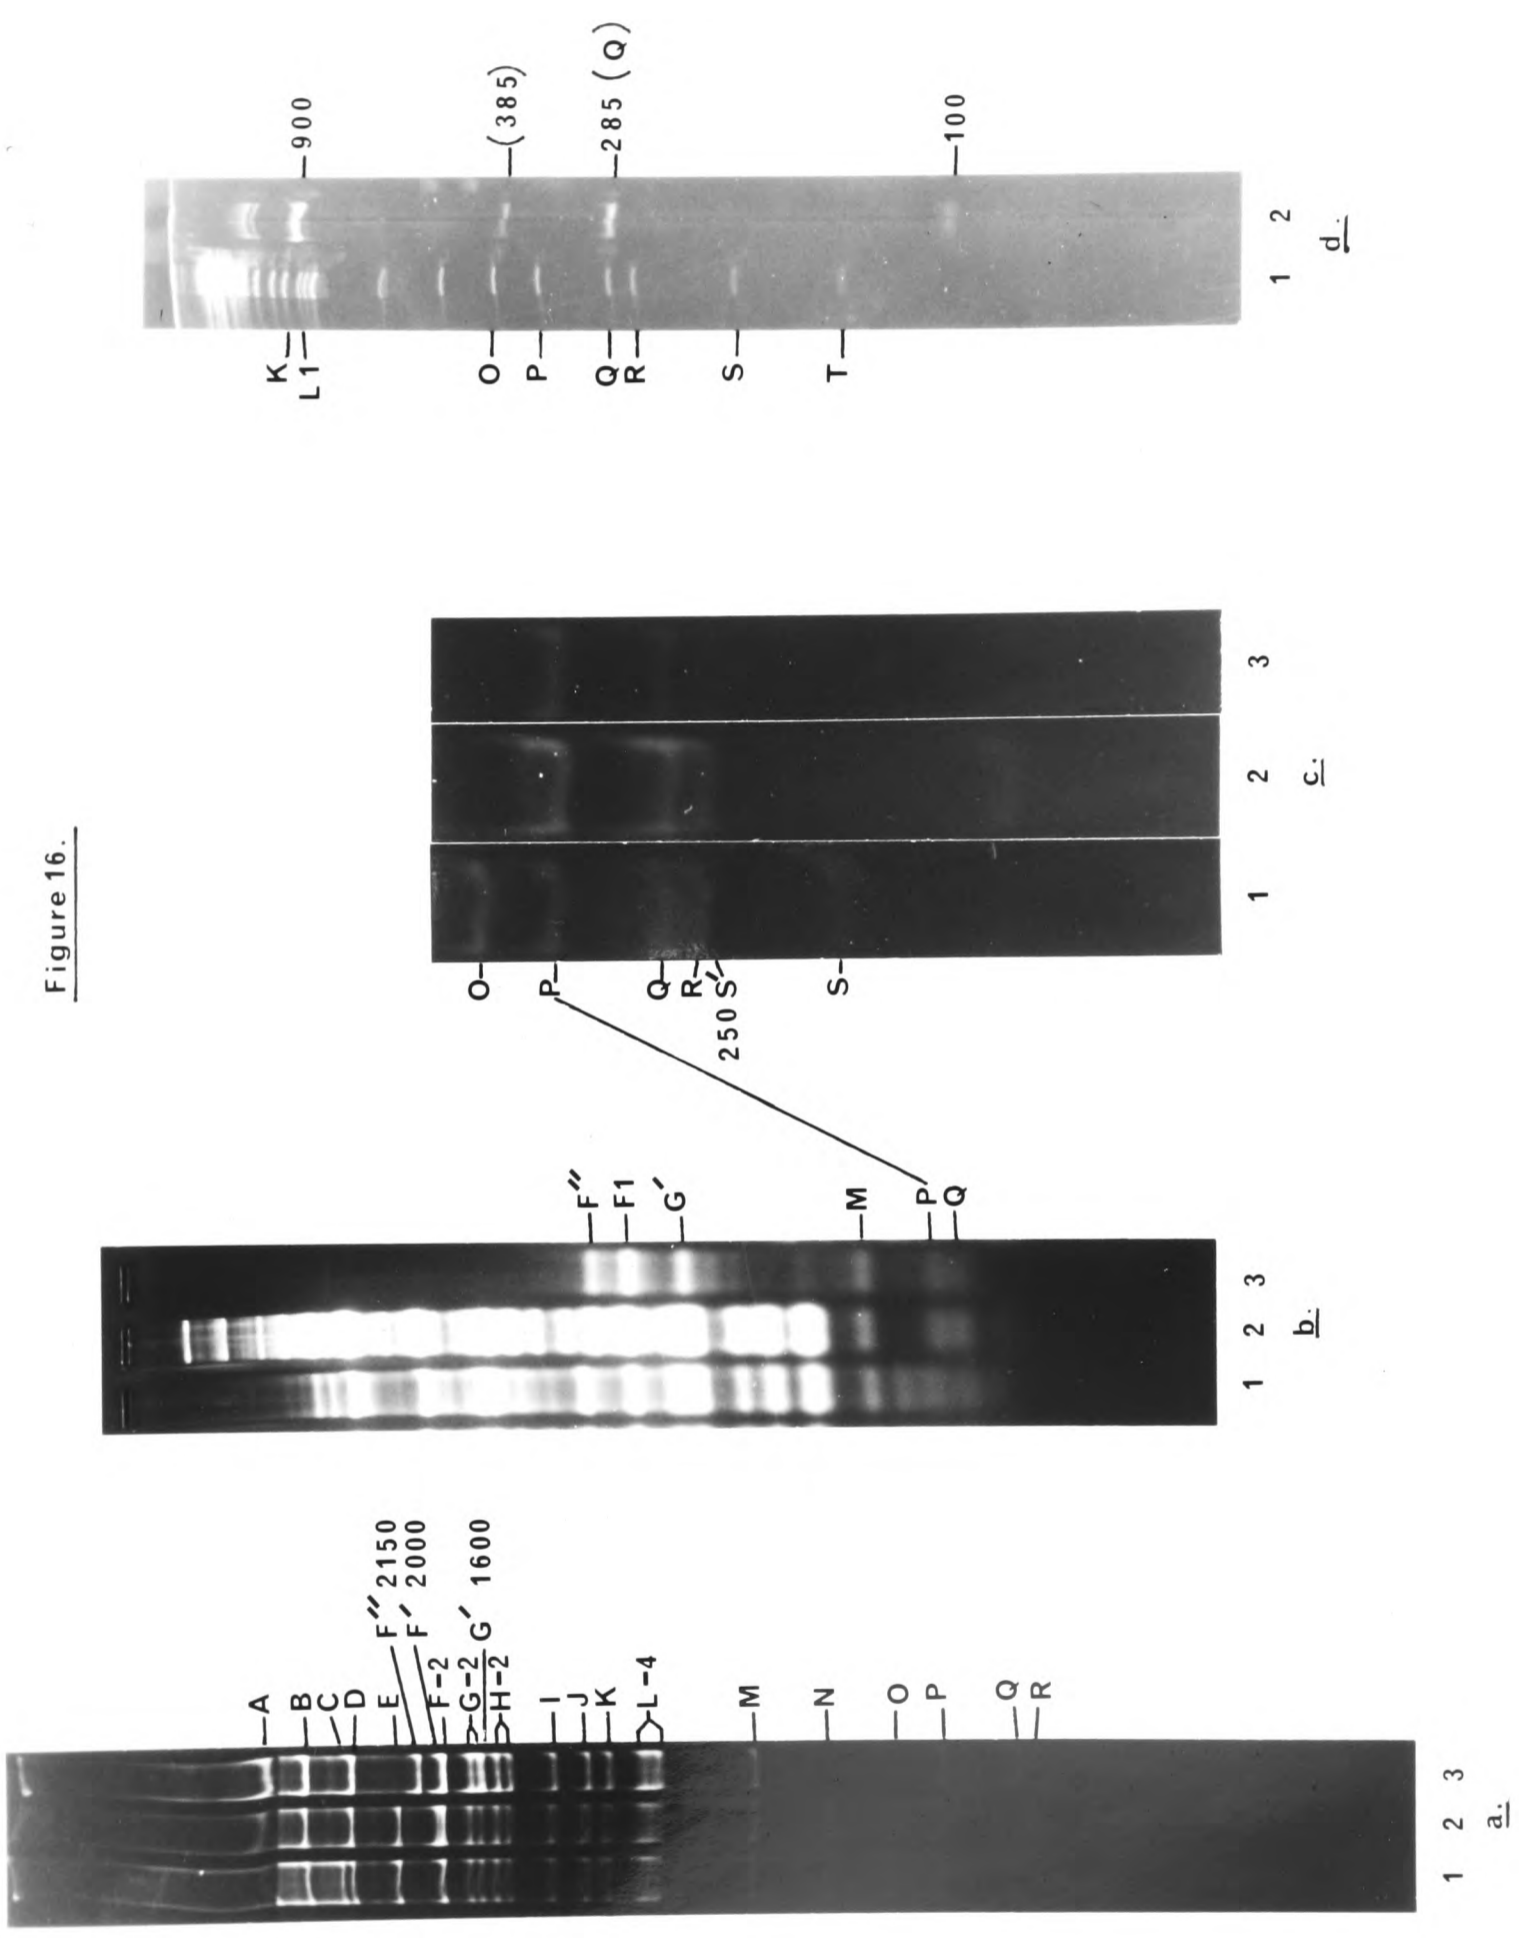 Figure 16.
A
B
C
D
E
F″ 2150
F′ 2000
F-2
G-2
G′ 1600
H-2
I
J
K
L-4
M
N
O
P
Q
R
1 2 3
a.
F″
F1
G′
M
P
Q
1 2 3
b.
O
P
Q
R
250 S′
S
1 2 3
c.
K
L1
O
P
Q
R
S
T
900
(385)
285 (Q)
100
1 2
d.